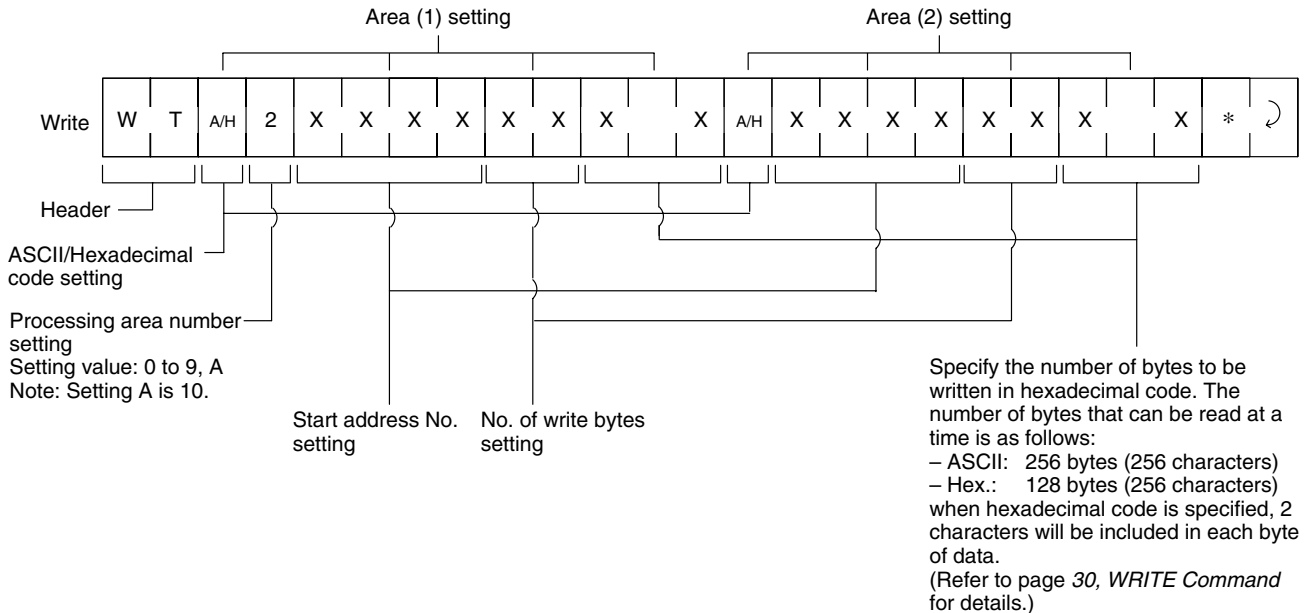 Area (1) setting
Area (2) setting
Write W T A/H 2 X X X X X X X X A/H X X X X X X X X *
Header
ASCII/Hexadecimal
code setting
Processing area number
setting
Setting value: 0 to 9, A
Note: Setting A is 10.
Start address No.
setting
No. of write bytes
setting
Specify the number of bytes to be
written in hexadecimal code. The
number of bytes that can be read at a
time is as follows:
– ASCII: 256 bytes (256 characters)
– Hex.: 128 bytes (256 characters)
when hexadecimal code is specified, 2
characters will be included in each byte
of data.
(Refer to page 30, WRITE Command
for details.)